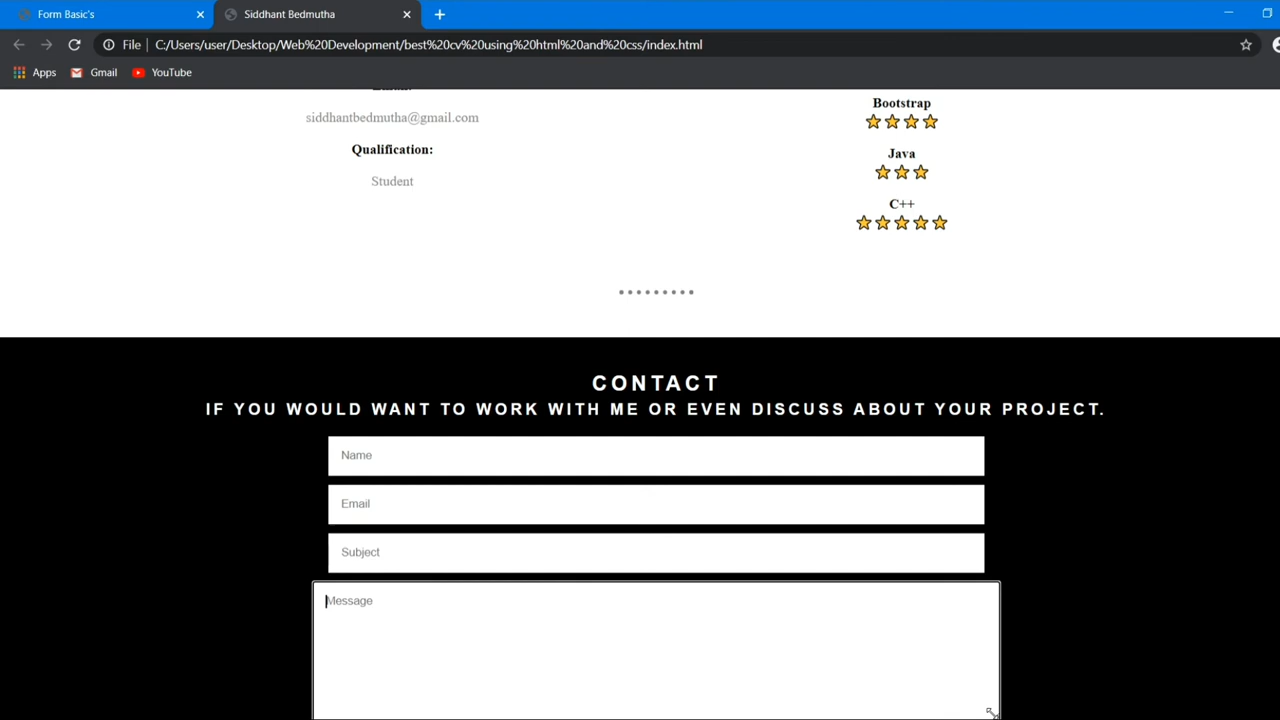 Form Basic's
Siddhant Bedmutha
File
C:/Users/user/Desktop/Web%20Development/best%20cv%20using%20html%20and%20css/index.html
Apps
Gmail
YouTube
siddhantbedmutha@gmail.com
Qualification:
Student
Bootstrap
Java
C++
CONTACT
IF YOU WOULD WANT TO WORK WITH ME OR EVEN DISCUSS ABOUT YOUR PROJECT.
Name
Email
Subject
Message